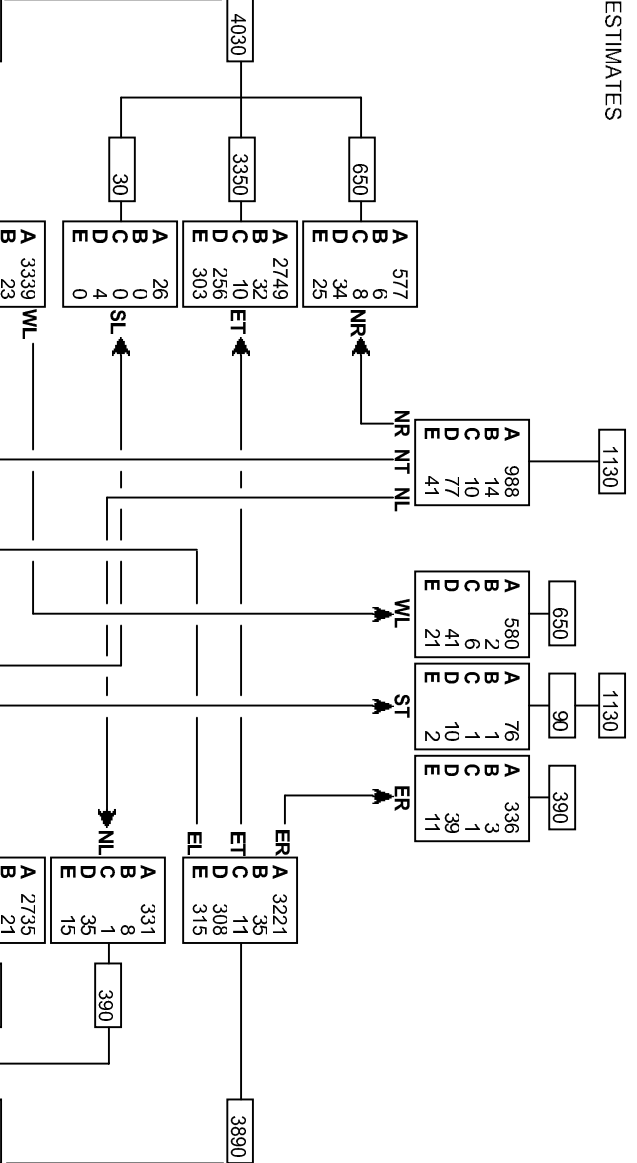 ESTIMATES
1130
1130
650
90
390
A 988
B 14
C 10
D 77
E 41
NR NT NL
A 580
B 2
C 6
D 41
E 21
WL
A 76
B 1
C 1
D 10
E 2
ST
A 336
B 3
C 1
D 39
E 11
ER
650
A 577
B 6
C 8
D 34
E 25
NR
4030
3350
A 2749
B 32
C 10
D 256
E 303
ET
30
A 26
B 0
C 0
D 4
E 0
SL
A 3339
B 23
WL
ER
ET
EL
A 3221
B 35
C 11
D 308
E 315
3890
NL
A 331
B 8
C 1
D 35
E 15
390
A 2735
B 21